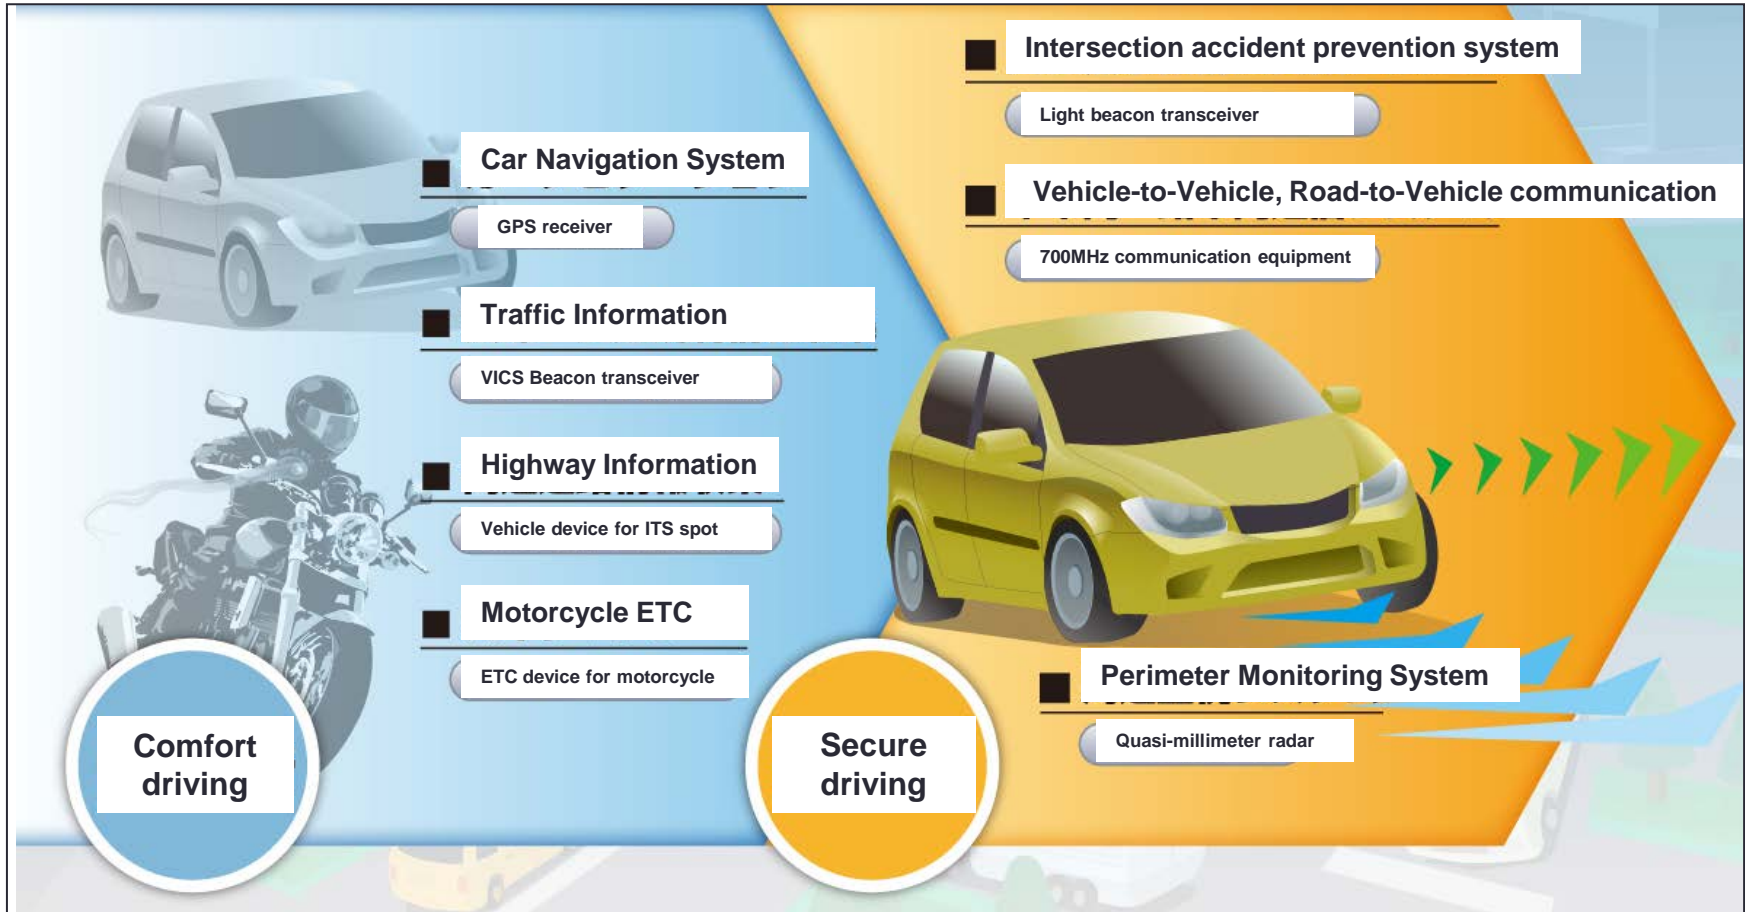 Car Navigation System
GPS receiver
Traffic Information
VICS Beacon transceiver
Highway Information
Vehicle device for ITS spot
Motorcycle ETC
ETC device for motorcycle
Comfort
driving
Intersection accident prevention system
Light beacon transceiver
Vehicle-to-Vehicle, Road-to-Vehicle communication
700MHz communication equipment
Perimeter Monitoring System
Quasi-millimeter radar
Secure
driving